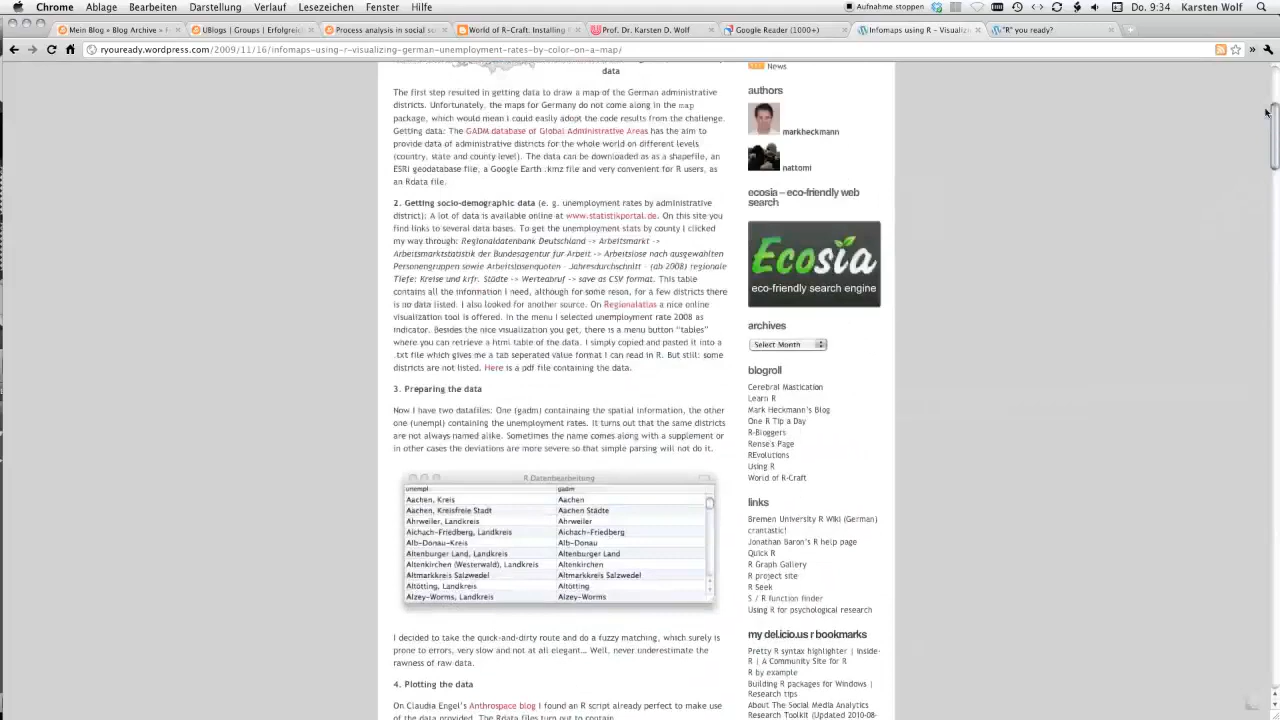 Chrome Ablage Bearbeiten Darstellung Verlauf Lesezeichen Fenster Hilfe Aufnahme stoppen Do. 9:34 Karsten Wolf
Mein Blog » Blog Archive » F UBlogs | Groups | Erfolgreic Process analysis in social sc World of R-Craft. Installing Prof. Dr. Karsten D. Wolf Google Reader (1000+) Infomaps using R – Visualiz "R" you ready?
ryouready.wordpress.com/2009/11/16/infomaps-using-r-visualizing-german-unemployment-rates-by-color-on-a-map/
data
The first step resulted in getting data to draw a map of the German administrative
districts. Unfortunately, the maps for Germany do not come along in the map
package, which would mean I could easily adopt the code results from the challenge.
Getting data: The GADM database of Global Administrative Areas has the aim to
provide data of administrative districts for the whole world on different levels
(country, state and county level). The data can be downloaded as as a shapefile, an
ESRI geodatabase file, a Google Earth .kmz file and very convenient for R users, as
an Rdata file.
2. Getting socio-demographic data (e. g. unemployment rates by administrative
district): A lot of data is available online at www.statistikportal.de. On this site you
find links to several data bases. To get the unemployment stats by county I clicked
my way through: Regionaldatenbank Deutschland -> Arbeitsmarkt ->
Arbeitsmarktstatistik der Bundesagentur für Arbeit -> Arbeitslose nach ausgewählten
Personengruppen sowie Arbeitslosenquoten - Jahresdurchschnitt - (ab 2008) regionale
Tiefe: Kreise und krfr. Städte -> Werteabruf -> save as CSV format. This table
contains all the information I need, although for some reson, for a few districts there
is no data listed. I also looked for another source. On Regionalatlas a nice online
visualization tool is offered. In the menu I selected unemployment rate 2008 as
indicator. Besides the nice visualization you get, there is a menu button "tables"
where you can retrieve a html table of the data. I simply copied and pasted it into a
.txt file which gives me a tab seperated value format I can read in R. But still: some
districts are not listed. Here is a pdf file containing the data.
3. Preparing the data
Now I have two datafiles: One (gadm) containaing the spatial information, the other
one (unempl) containing the unemployment rates. It turns out that the same districts
are not always named alike. Sometimes the name comes along with a supplement or
in other cases the deviations are more severe so that simple parsing will not do it.
R Datenbearbeitung
unempl gadm
Aachen, Kreis Aachen
Aachen, Kreisfreie Stadt Aachen Städte
Ahrweiler, Landkreis Ahrweiler
Aichach-Friedberg, Landkreis Aichach-Friedberg
Alb-Donau-Kreis Alb-Donau
Altenburger Land, Landkreis Altenburger Land
Altenkirchen (Westerwald), Landkreis Altenkirchen
Altmarkkreis Salzwedel Altmarkkreis Salzwedel
Altötting, Landkreis Altötting
Alzey-Worms, Landkreis Alzey-Worms
I decided to take the quick-and-dirty route and do a fuzzy matching, which surely is
prone to errors, very slow and not at all elegant... Well, never underestimate the
rawness of raw data.
4. Plotting the data
On Claudia Engel's Anthrospace blog I found an R script already perfect to make use
of the data provided. The Rdata files turn out to contain
News
authors
markheckmann
nattomi
ecosia – eco-friendly web
search
Ecosia
eco-friendly search engine
archives
Select Month
blogroll
Cerebral Mastication
Learn R
Mark Heckmann's Blog
One R Tip a Day
R-Bloggers
Rense's Page
REvolutions
Using R
World of R-Craft
links
Bremen University R Wiki (German)
crantastic!
Jonathan Baron's R help page
Quick R
R Graph Gallery
R project site
R Seek
S / R function finder
Using R for psychological research
my del.icio.us r bookmarks
Pretty R syntax highlighter | inside-
R | A Community Site for R
R by example
Building R packages for Windows |
Research tips
About The Social Media Analytics
Research Toolkit (Updated 2010-08-